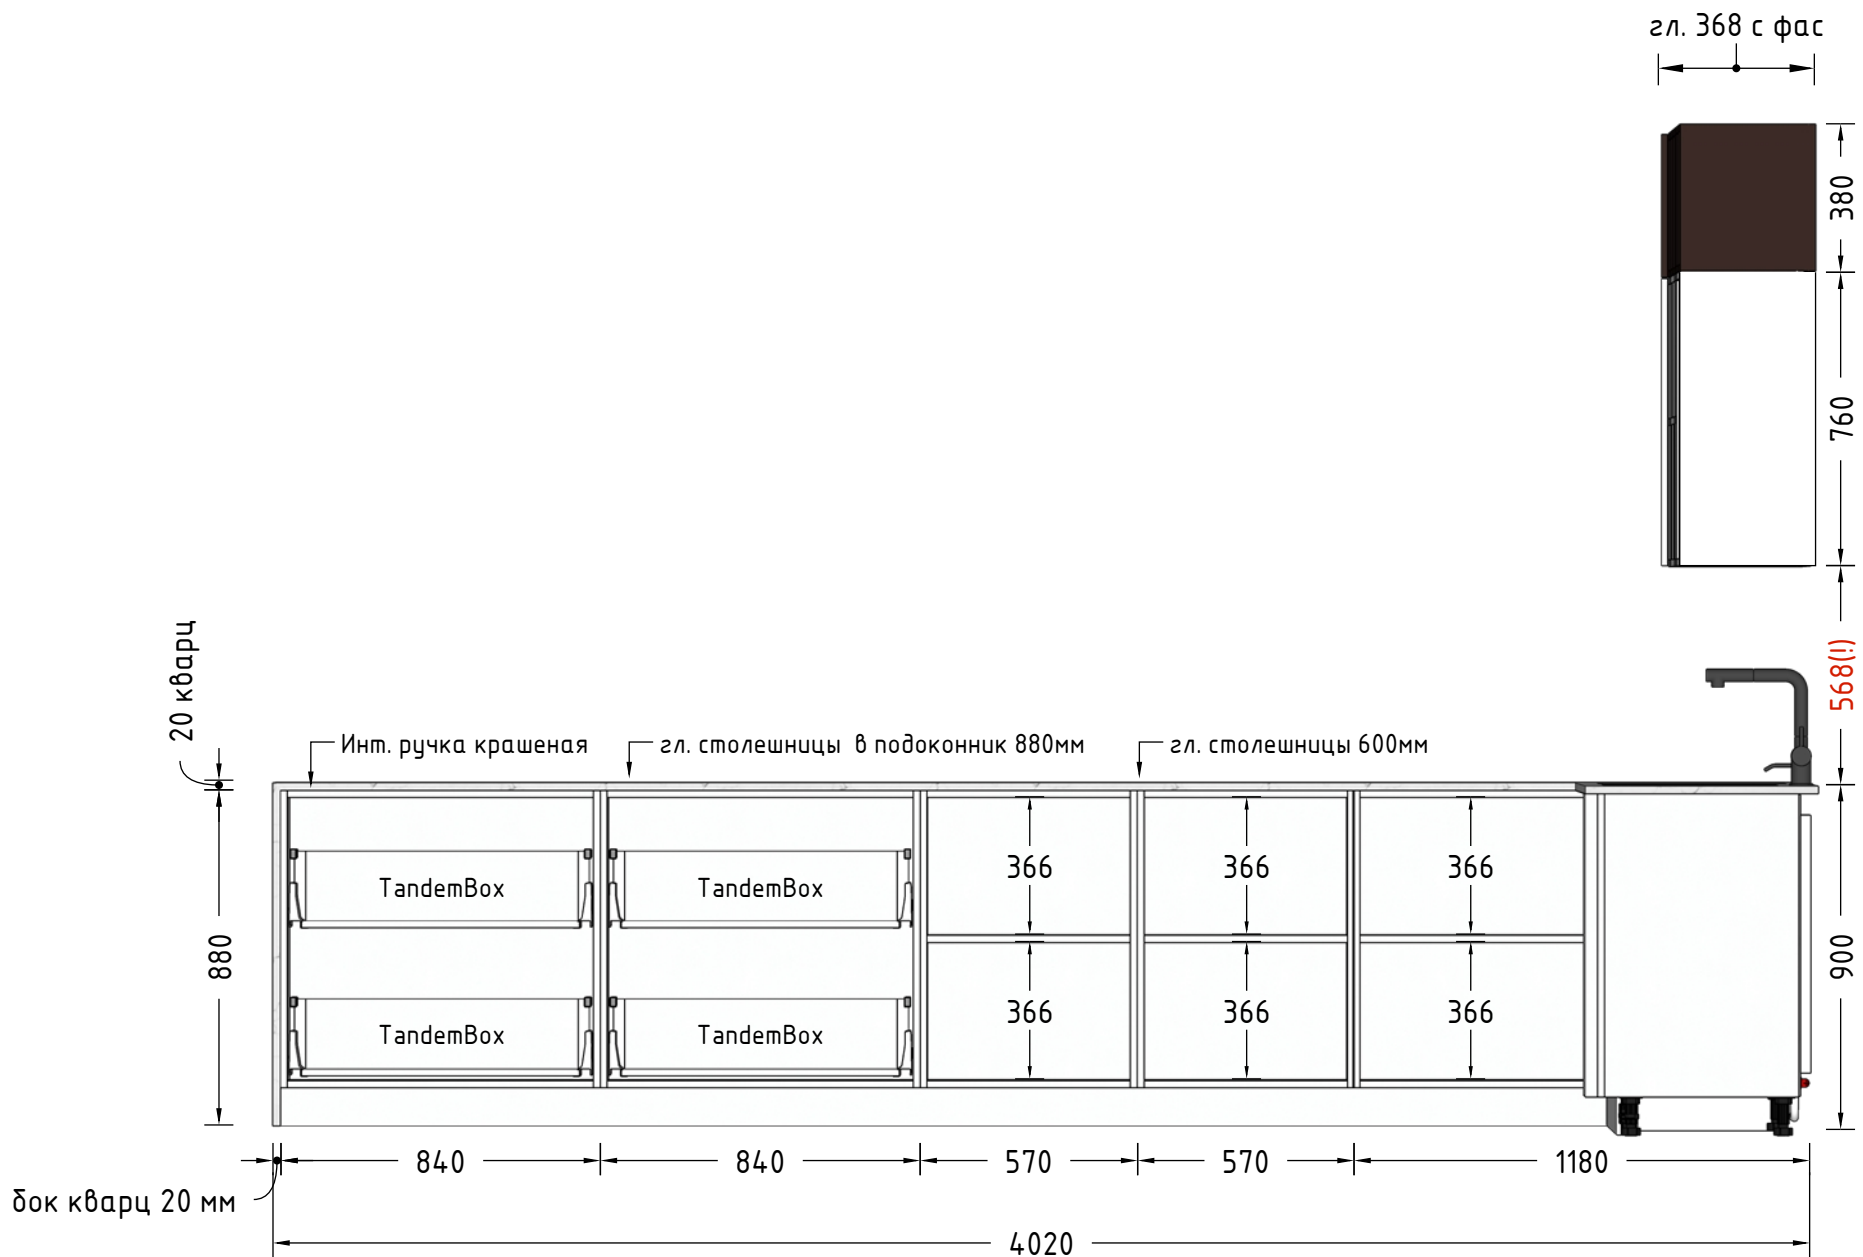 гл. 368 с фас
380
760
568(!)
20 кварц
Инт. ручка крашеная
гл. столешницы в подоконник 880мм
гл. столешницы 600мм
366
366
366
TandemBox
TandemBox
880
900
366
366
366
TandemBox
TandemBox
840
840
570
570
1180
бок кварц 20 мм
4020